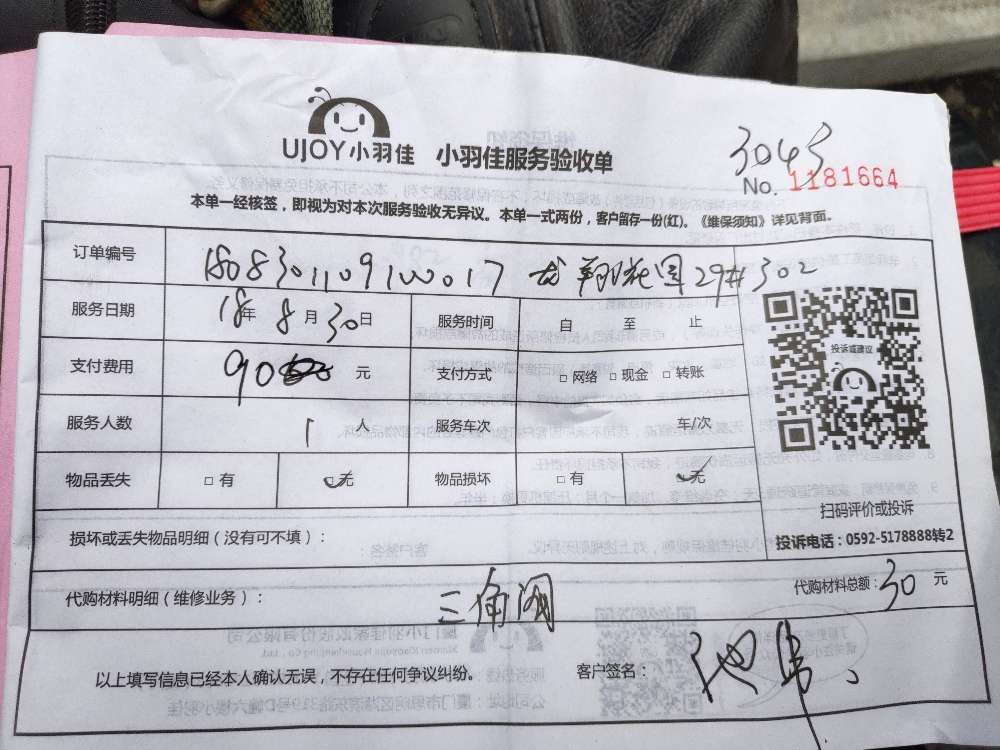 3043
UJOY小羽佳 小羽佳服务验收单
No. 1181664
本单一经核签，即视为对本次服务验收无异议。本单一式两份，客户留存一份(红)。《维保须知》详见背面。
订单编号 180830110910017 龙翔花园29# 302
服务日期 18年 8月 30日 服务时间 自 至 止
支付费用 90 元 支付方式 □ 网络 □ 现金 □ 转账
投诉或建议
服务人数 1 人 服务车次 车/次
物品丢失 □ 有 □ 无 物品损坏 □ 有 □ 无
扫码评价或投诉
投诉电话：0592-5178888转2
损坏或丢失物品明细（没有可不填）：
代购材料明细（维修业务）： 三角阀 代购材料总额：30 元
以上填写信息已经本人确认无误，不存在任何争议纠纷。 客户签名：